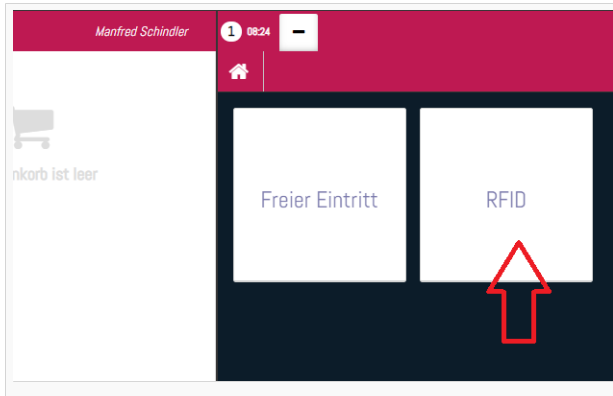 Manfred Schindler
1 08:24 –
nkorb ist leer
Freier Eintritt
RFID